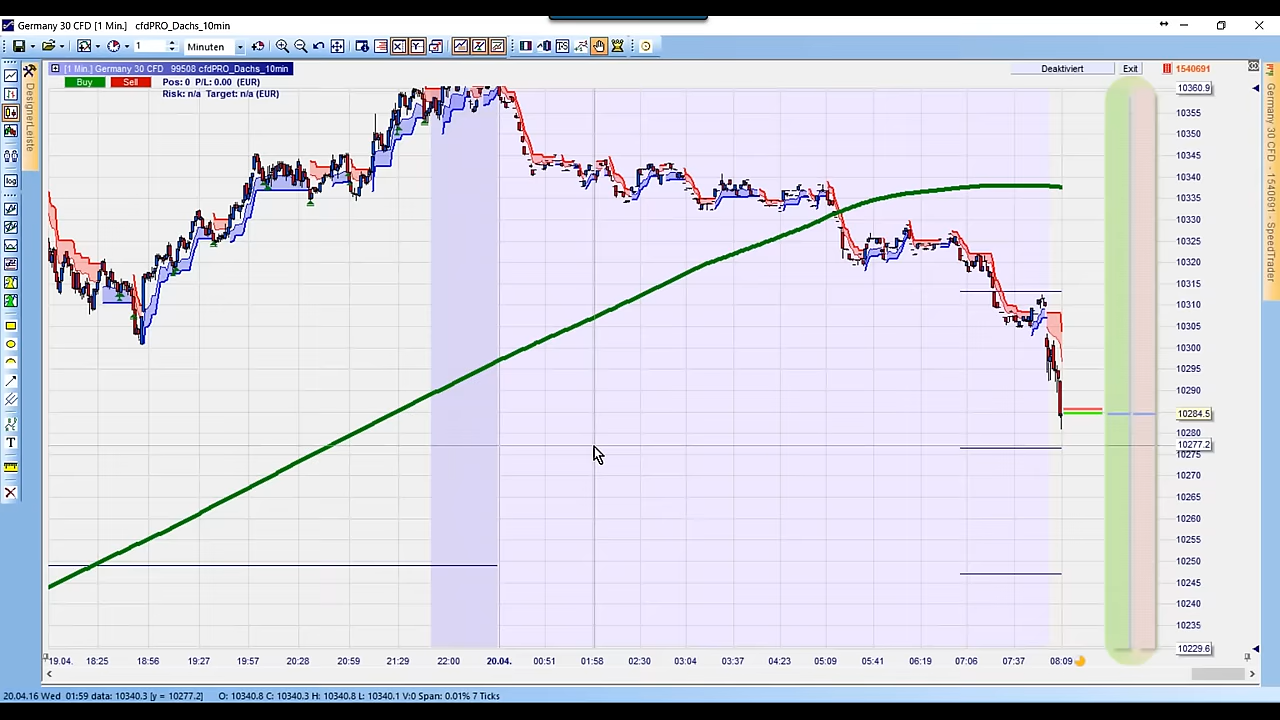 Germany 30 CFD [1 Min.] cfdPRO_Dachs_10min
1 Minuten
[1 Min.] Germany 30 CFD 99508 cfdPRO_Dachs_10min
Deaktiviert Exit 1540691
Buy Sell Pos: 0 P/L: 0.00 (EUR)
Risk: n/a Target: n/a (EUR)
DesignerLeiste
Germany 30 CFD - 1540691 - SpeedTrader
10360.9
10355
10350
10345
10340
10335
10330
10325
10320
10315
10310
10305
10300
10295
10290
10284.5
10280
10277.2
10275
10270
10265
10260
10255
10250
10245
10240
10235
10229.6
19.04. 18:25 18:56 19:27 19:57 20:28 20:59 21:29 22:00 20.04. 00:51 01:58 02:30 03:04 03:37 04:23 05:09 05:41 06:19 07:06 07:37 08:09
20.04.16 Wed 01:59 data: 10340.3 [y = 10277.2] O: 10340.8 C: 10340.3 H: 10340.8 L: 10340.1 V:0 Span: 0.01% 7 Ticks